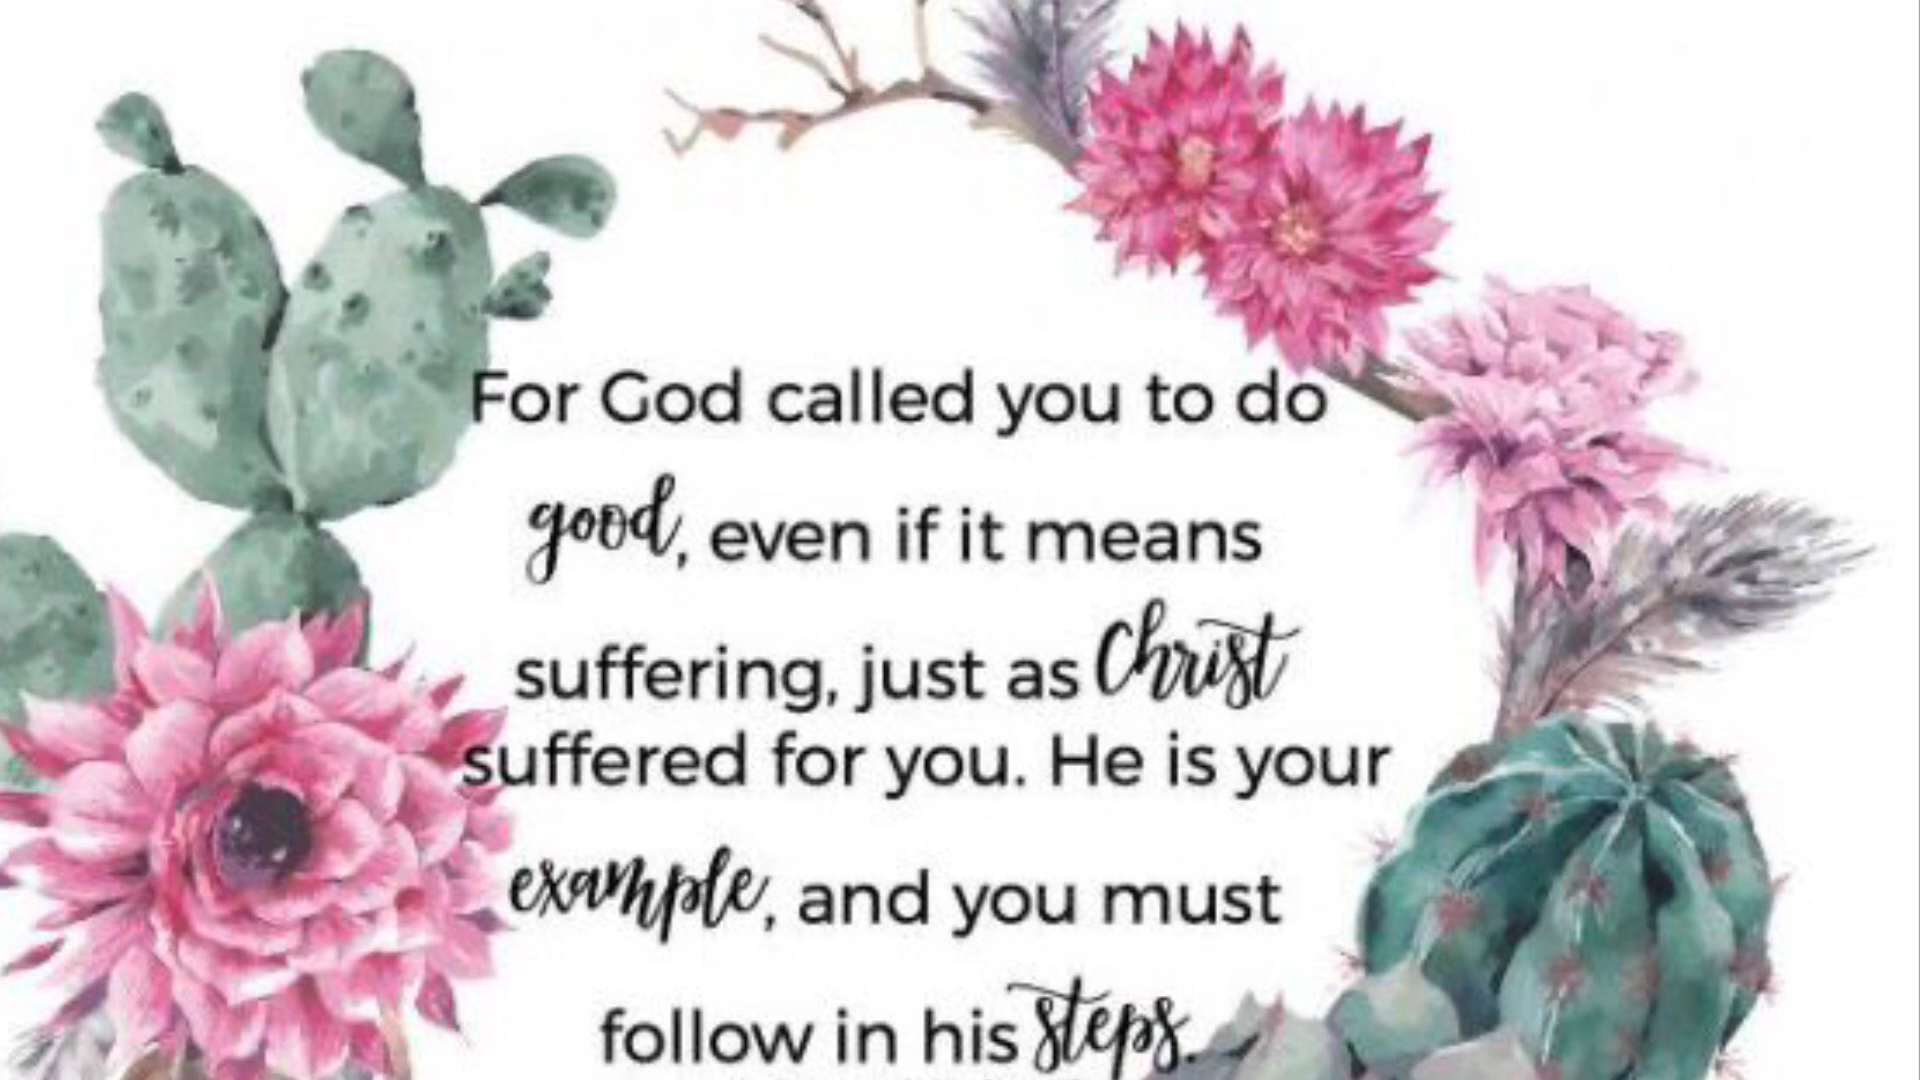 For God called you to do
good, even if it means
suffering, just as Christ
suffered for you. He is your
example, and you must
follow in his steps.